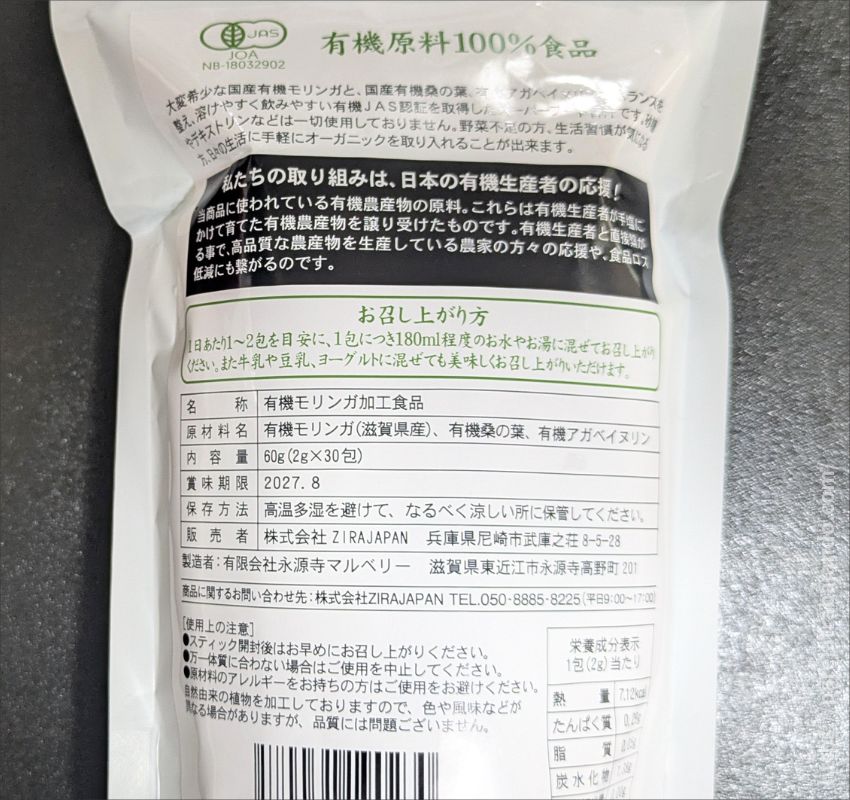 JAS
JOA
NB-18032902
有機原料100%食品
大変希少な国産有機モリンガと、国産有機桑の葉、有機アガベイヌリン
整え、溶けやすく飲みやすい有機JAS認証を取得した
やデキストリンなどは一切使用しておりません。野菜不足の方、生活習慣が気になる
方、日々の生活に手軽にオーガニックを取り入れることが出来ます。
私たちの取り組みは、日本の有機生産者の応援!
当商品に使われている有機農産物の原料。これらは有機生産者が手塩に
かけて育てた有機農産物を譲り受けたものです。有機生産者と直接繋が
る事で、高品質な農産物を生産している農家の方々の応援や、食品ロス
低減にも繋がるのです。
お召し上がり方
1日あたり1〜2包を目安に、1包につき180ml程度のお水やお湯に混ぜてお召し上がり
ください。また牛乳や豆乳、ヨーグルトに混ぜても美味しくお召し上がりいただけます。
名称 有機モリンガ加工食品
原材料名 有機モリンガ(滋賀県産)、有機桑の葉、有機アガベイヌリン
内容量 60g(2g×30包)
賞味期限 2027.8
保存方法 高温多湿を避けて、なるべく涼しい所に保管してください。
販売者 株式会社 ZIRAJAPAN 兵庫県尼崎市武庫之荘 8-5-28
製造者:有限会社永源寺マルベリー 滋賀県東近江市永源寺高野町 201
商品に関するお問い合わせ先:株式会社ZIRAJAPAN TEL.050-8885-8225(平日9:00〜17:00)
[使用上の注意]
●スティック開封後はお早めにお召し上がりください。
●万一体質に合わない場合はご使用を中止してください。
●原材料のアレルギーをお持ちの方はご使用をお避けください。
自然由来の植物を加工しておりますので、色や風味などが
異なる場合がありますが、品質には問題ございません。
栄養成分表示
1包(2g)当たり
熱量 7.12kcal
たんぱく質
脂質
炭水化物